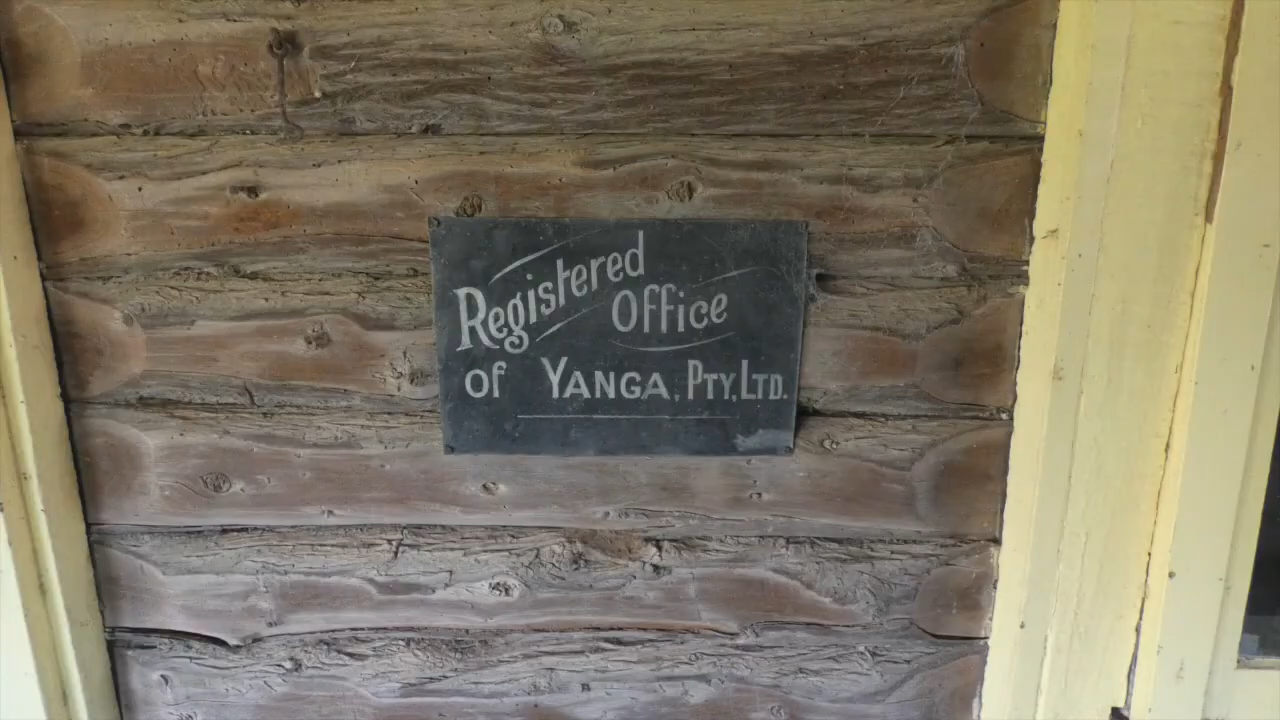 Registered
Office
of YANGA, PTY, LTD.